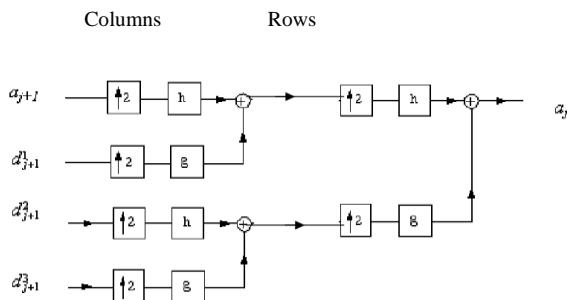 Columns Rows
a_{j+1} ↑2 h + ↑2 h + a_j
d^1_{j+1} ↑2 g
d^2_{j+1} ↑2 h + ↑2 g
d^3_{j+1} ↑2 g